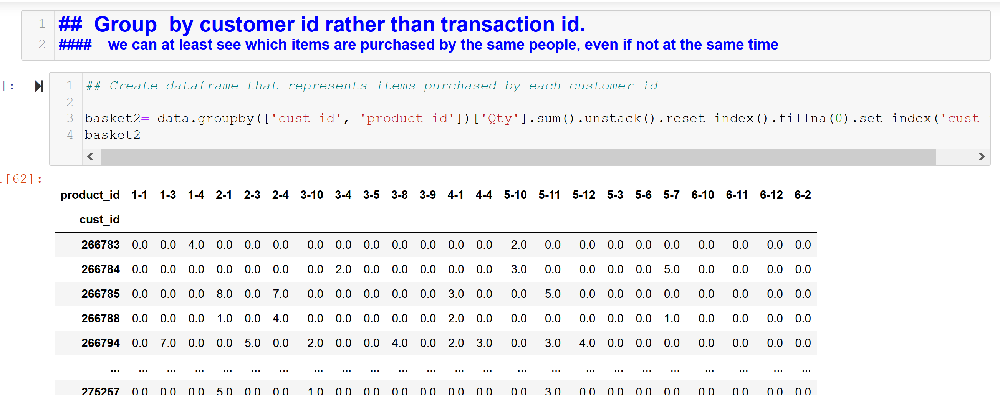 1 ## Group by customer id rather than transaction id.
2 #### we can at least see which items are purchased by the same people, even if not at the same time
]:
1 ## Create dataframe that represents items purchased by each customer id
2
3 basket2= data.groupby(['cust_id', 'product_id'])['Qty'].sum().unstack().reset_index().fillna(0).set_index('cust_
4 basket2
t[62]:
product_id 1-1 1-3 1-4 2-1 2-3 2-4 3-10 3-4 3-5 3-8 3-9 4-1 4-4 5-10 5-11 5-12 5-3 5-6 5-7 6-10 6-11 6-12 6-2
cust_id
266783 0.0 0.0 4.0 0.0 0.0 0.0 0.0 0.0 0.0 0.0 0.0 0.0 0.0 2.0 0.0 0.0 0.0 0.0 0.0 0.0 0.0 0.0 0.0
266784 0.0 0.0 0.0 0.0 0.0 0.0 0.0 2.0 0.0 0.0 0.0 0.0 0.0 3.0 0.0 0.0 0.0 0.0 5.0 0.0 0.0 0.0 0.0
266785 0.0 0.0 0.0 8.0 0.0 7.0 0.0 0.0 0.0 0.0 0.0 3.0 0.0 0.0 5.0 0.0 0.0 0.0 0.0 0.0 0.0 0.0 0.0
266788 0.0 0.0 0.0 1.0 0.0 4.0 0.0 0.0 0.0 0.0 0.0 2.0 0.0 0.0 0.0 0.0 0.0 0.0 1.0 0.0 0.0 0.0 0.0
266794 0.0 7.0 0.0 0.0 5.0 0.0 2.0 0.0 0.0 4.0 0.0 2.0 3.0 0.0 3.0 4.0 0.0 0.0 0.0 0.0 0.0 0.0 0.0
... ... ... ... ... ... ... ... ... ... ... ... ... ... ... ... ... ... ... ... ... ... ... ...
275257 0.0 0.0 0.0 5.0 0.0 0.0 1.0 0.0 0.0 0.0 0.0 0.0 0.0 0.0 3.0 0.0 0.0 0.0 0.0 0.0 0.0 0.0 0.0